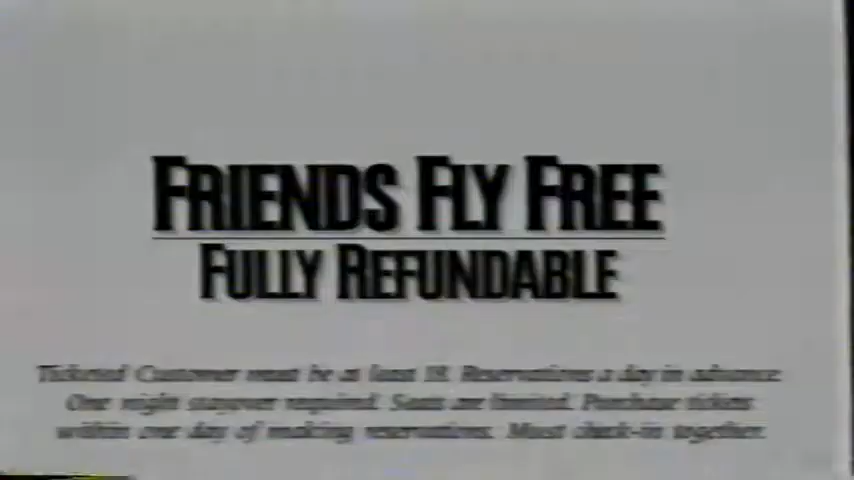 FRIENDS FLY FREE
FULLY REFUNDABLE
Ticketed Customer must be at least 18. Reservations a day in advance.
One night stayover required. Seats are limited. Purchase tickets
within one day of making reservations. Must check-in together.